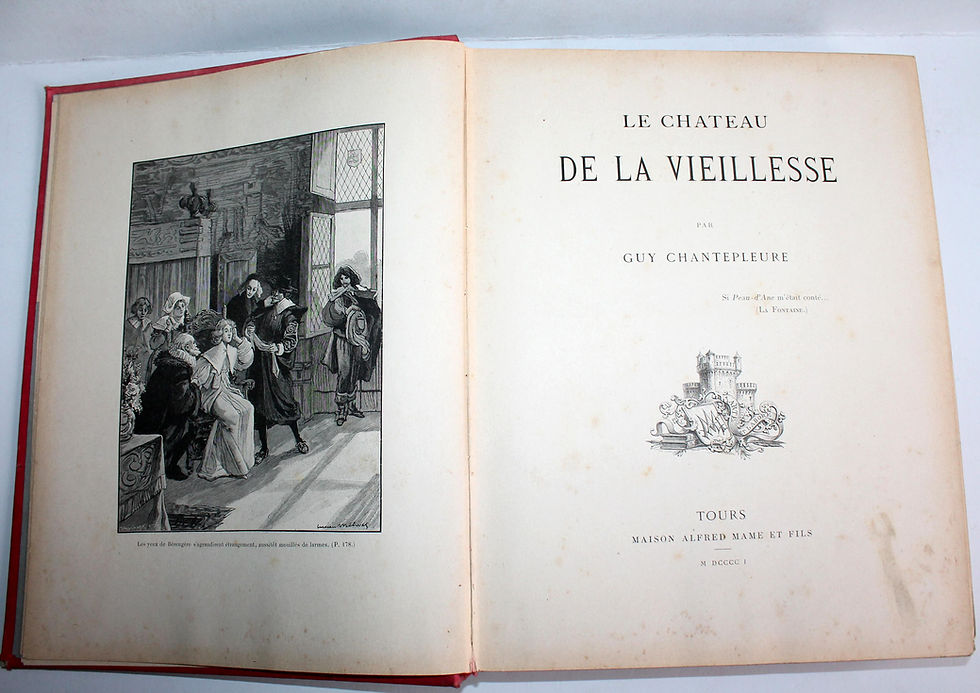 Les yeux de Bérengère s'agrandirent étrangement, aussitôt mouillés de larmes. (P. 178.)
LE CHATEAU
DE LA VIEILLESSE
PAR
GUY CHANTEPLEURE
Si Peau-d'Ane m'était conté...
(LA FONTAINE.)
TOURS
MAISON ALFRED MAME ET FILS
M DCCCC I